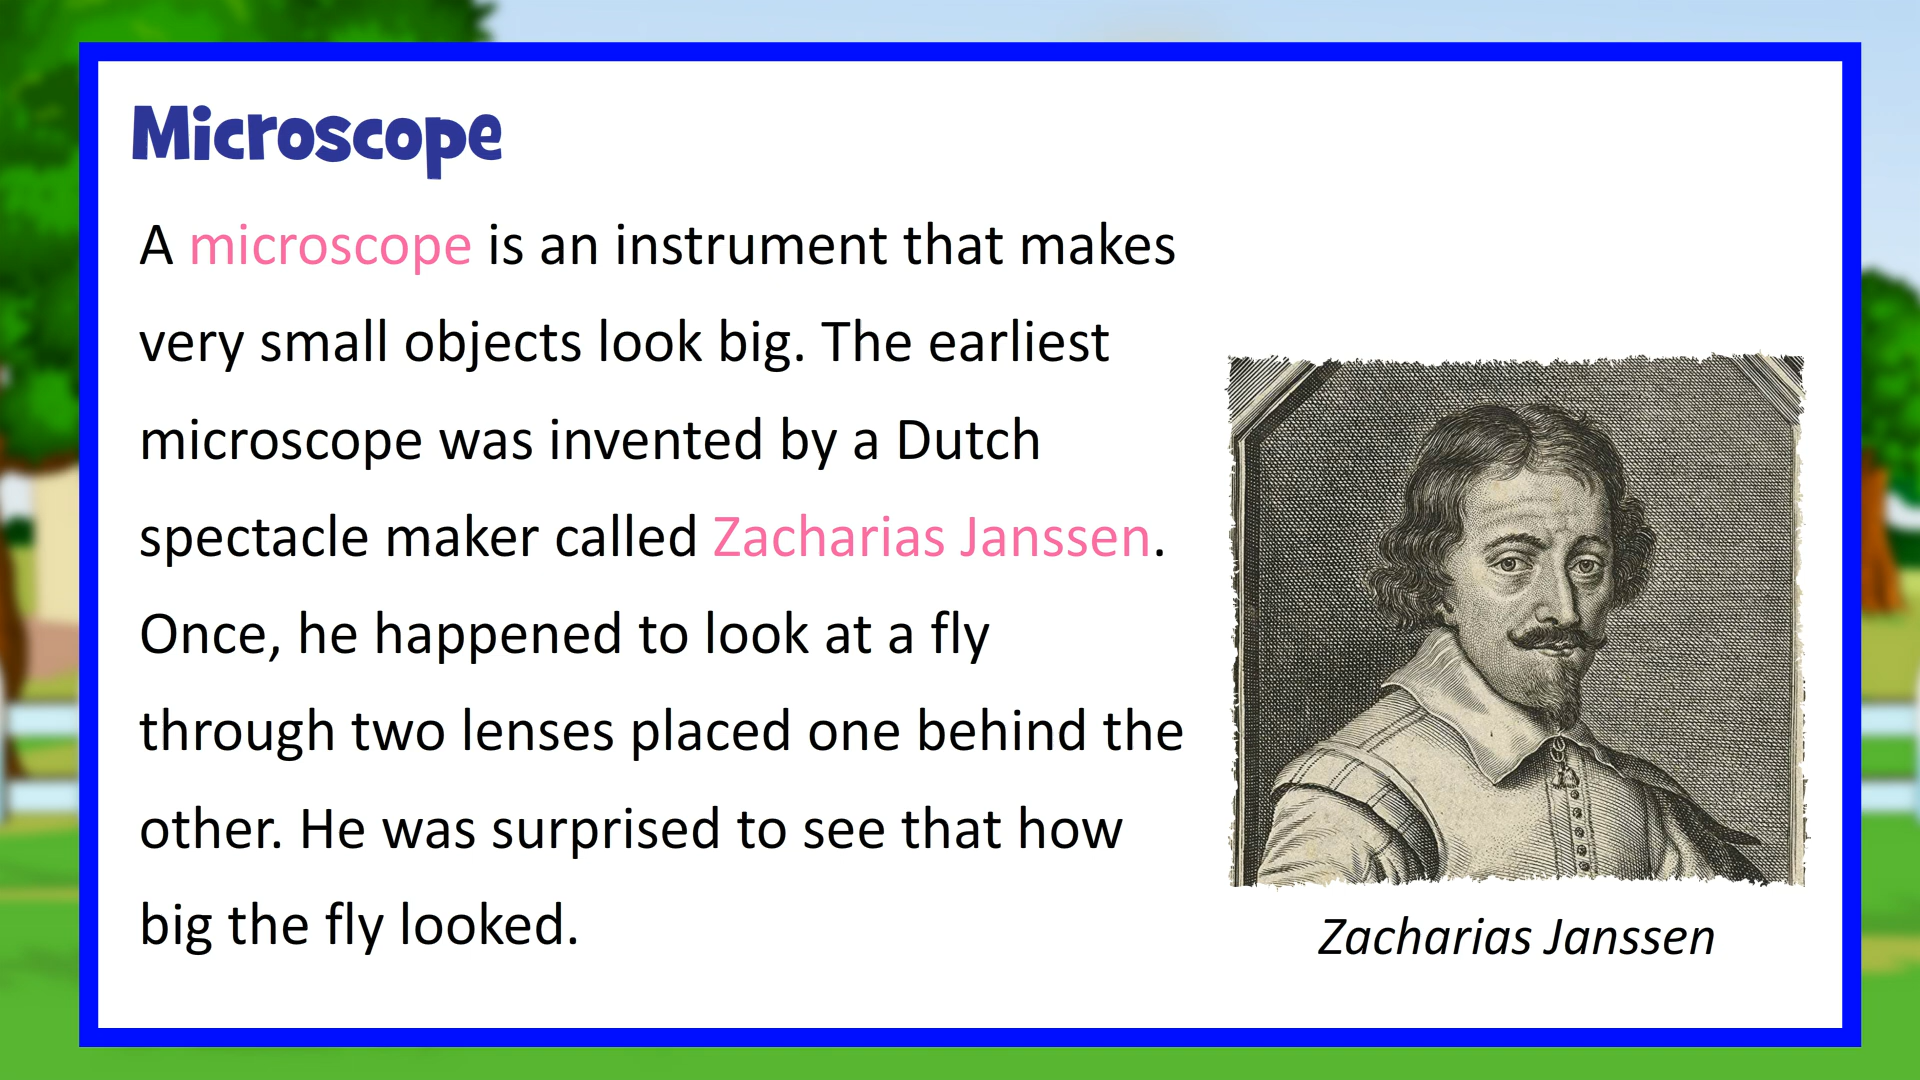 Microscope
A microscope is an instrument that makes
very small objects look big. The earliest
microscope was invented by a Dutch
spectacle maker called Zacharias Janssen.
Once, he happened to look at a fly
through two lenses placed one behind the
other. He was surprised to see that how
big the fly looked.
Zacharias Janssen